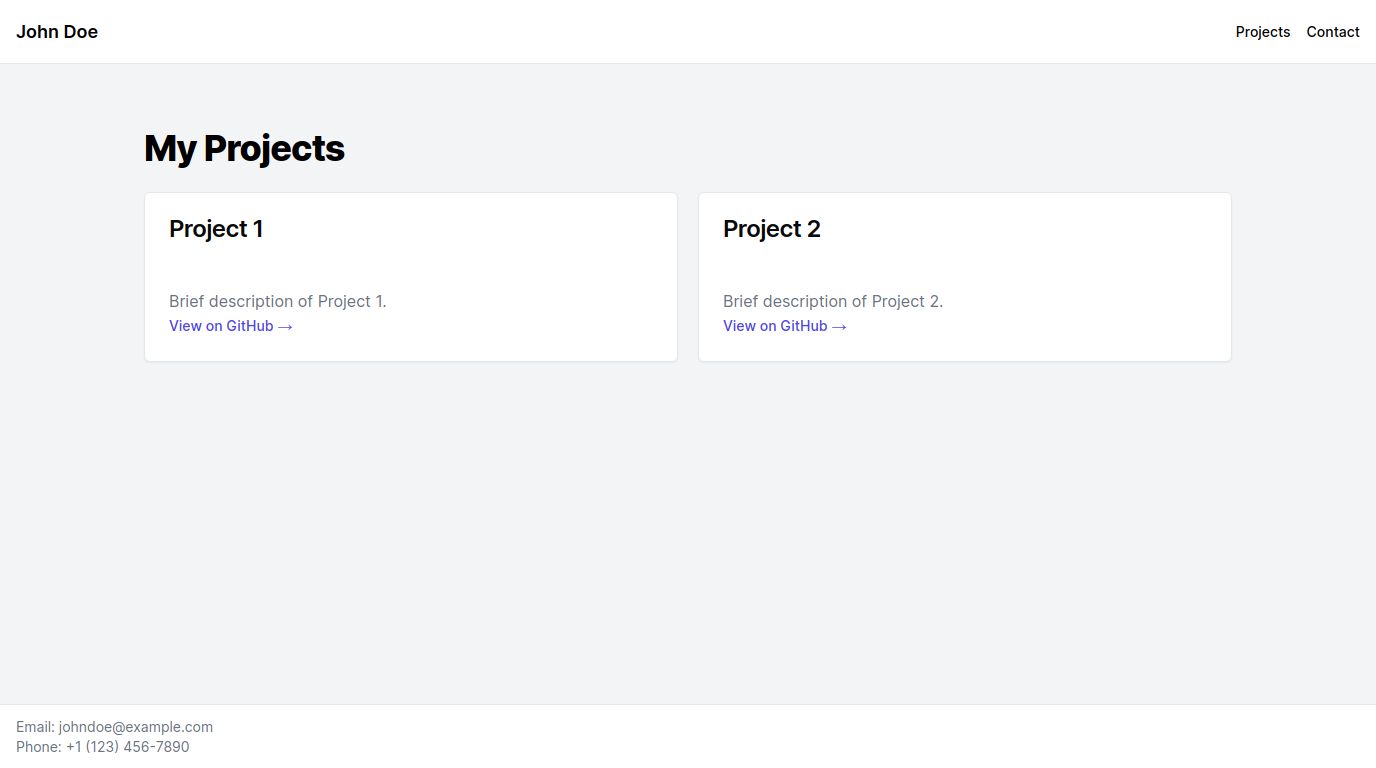 John Doe
Projects Contact
My Projects
Project 1
Brief description of Project 1.
View on GitHub →
Project 2
Brief description of Project 2.
View on GitHub →
Email: johndoe@example.com
Phone: +1 (123) 456-7890